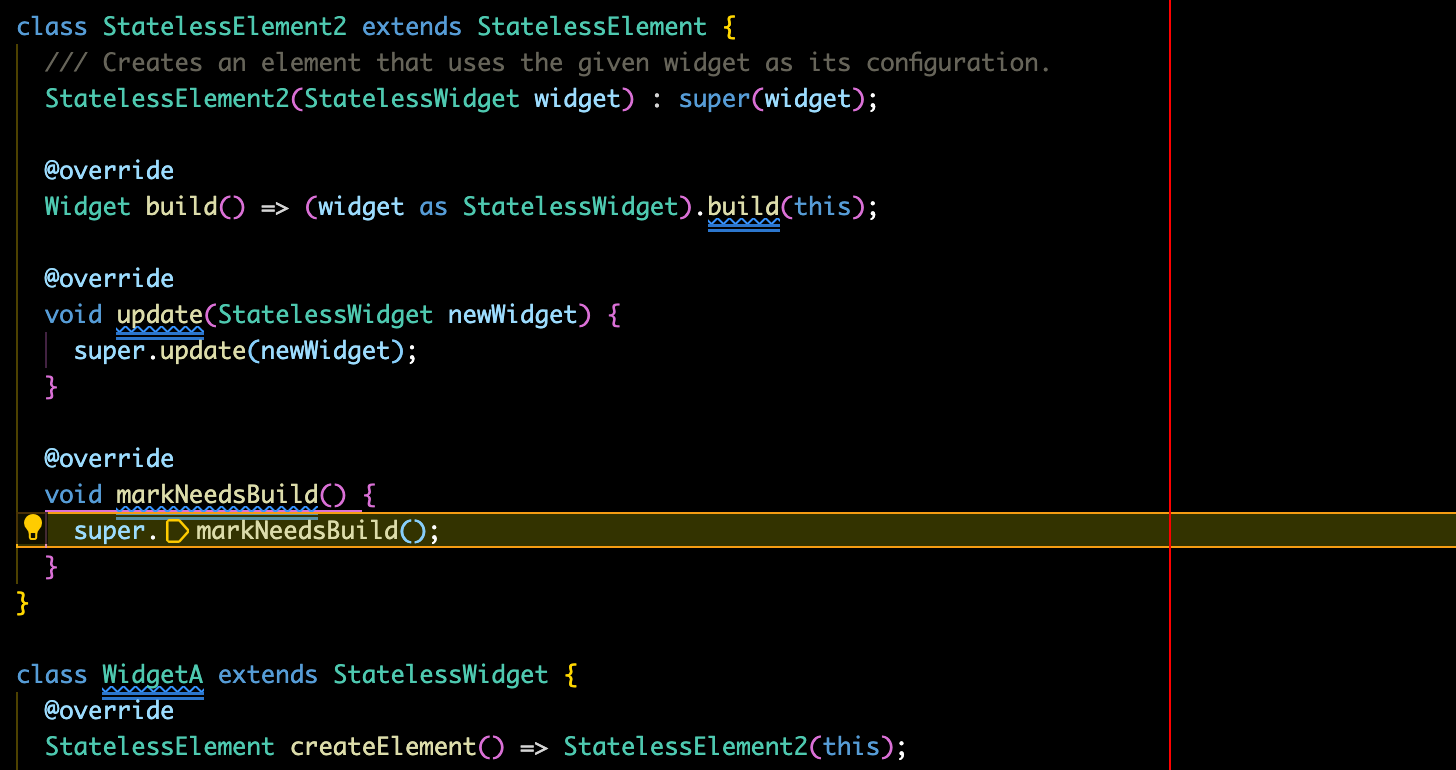 class StatelessElement2 extends StatelessElement {
/// Creates an element that uses the given widget as its configuration.
StatelessElement2(StatelessWidget widget) : super(widget);
@override
Widget build() => (widget as StatelessWidget).build(this);
@override
void update(StatelessWidget newWidget) {
super.update(newWidget);
}
@override
void markNeedsBuild() {
super.markNeedsBuild();
}
}
class WidgetA extends StatelessWidget {
@override
StatelessElement createElement() => StatelessElement2(this);